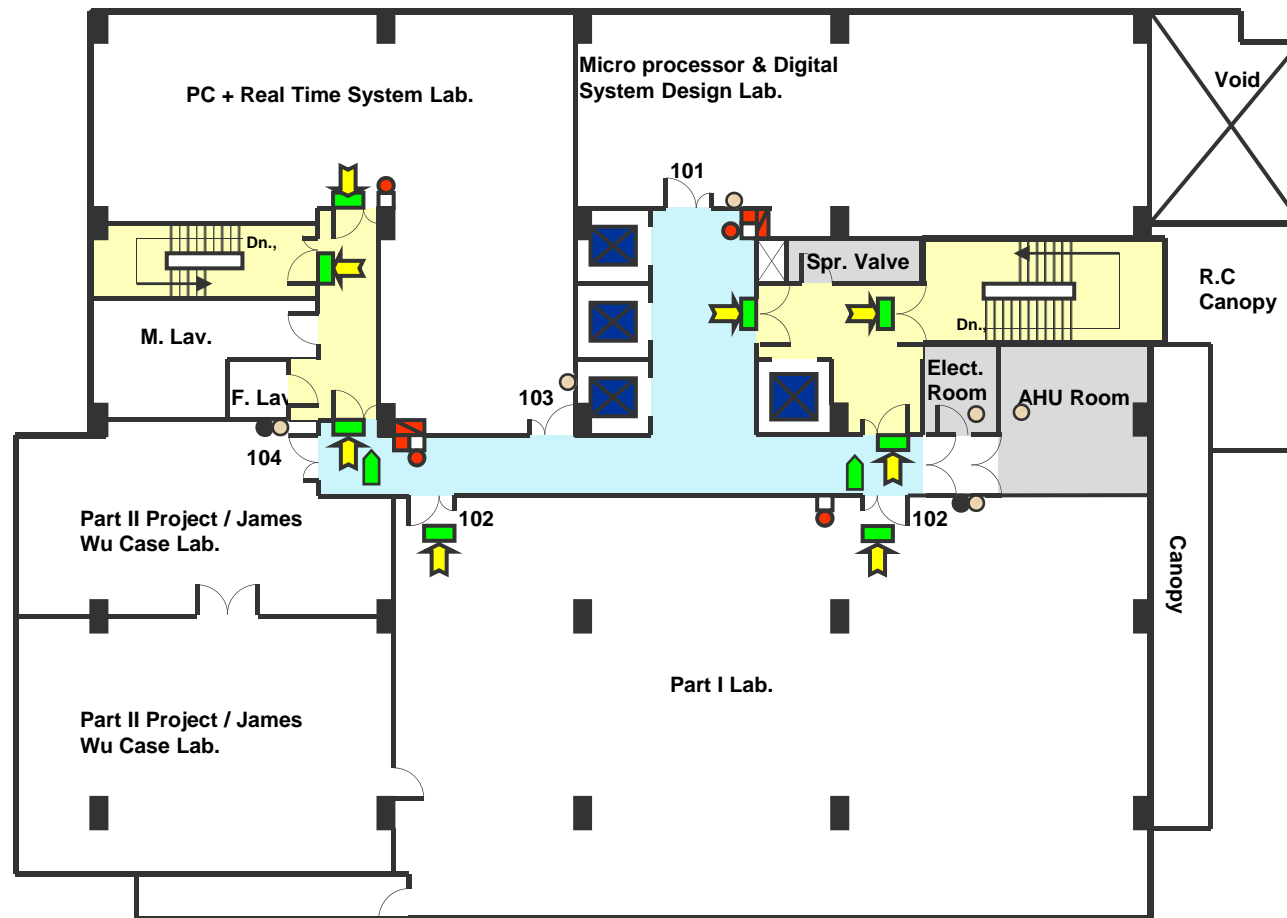 Micro processor & Digital
System Design Lab.
Void
PC + Real Time System Lab.
101
Dn.,
Spr. Valve
R.C
Canopy
M. Lav.
Dn.,
Elect.
Room
AHU Room
F. Lav
103
104
102
102
Part II Project / James
Wu Case Lab.
Canopy
Part I Lab.
Part II Project / James
Wu Case Lab.